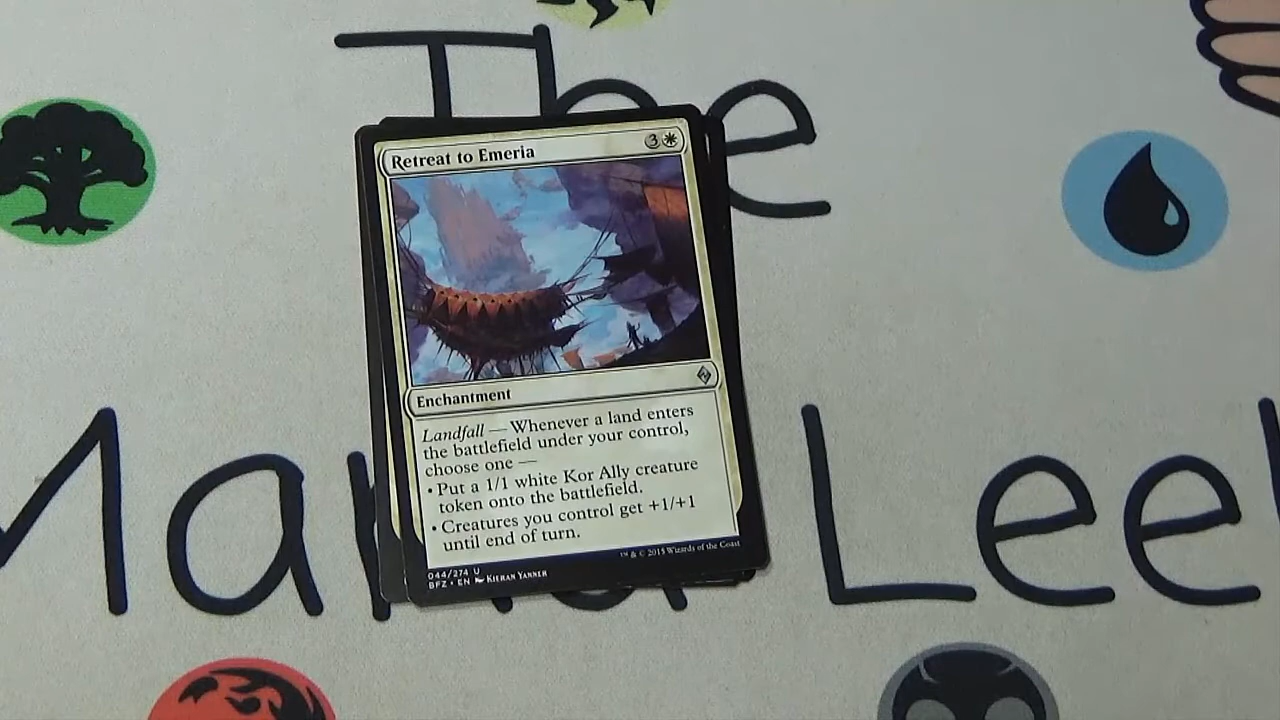 The
Retreat to Emeria 3
Enchantment
Landfall — Whenever a land enters
the battlefield under your control,
choose one —
• Put a 1/1 white Kor Ally creature
token onto the battlefield.
• Creatures you control get +1/+1
until end of turn.
™ & © 2015 Wizards of the Coast
044/274 U
BFZ • EN Kieran Yanner
Lee